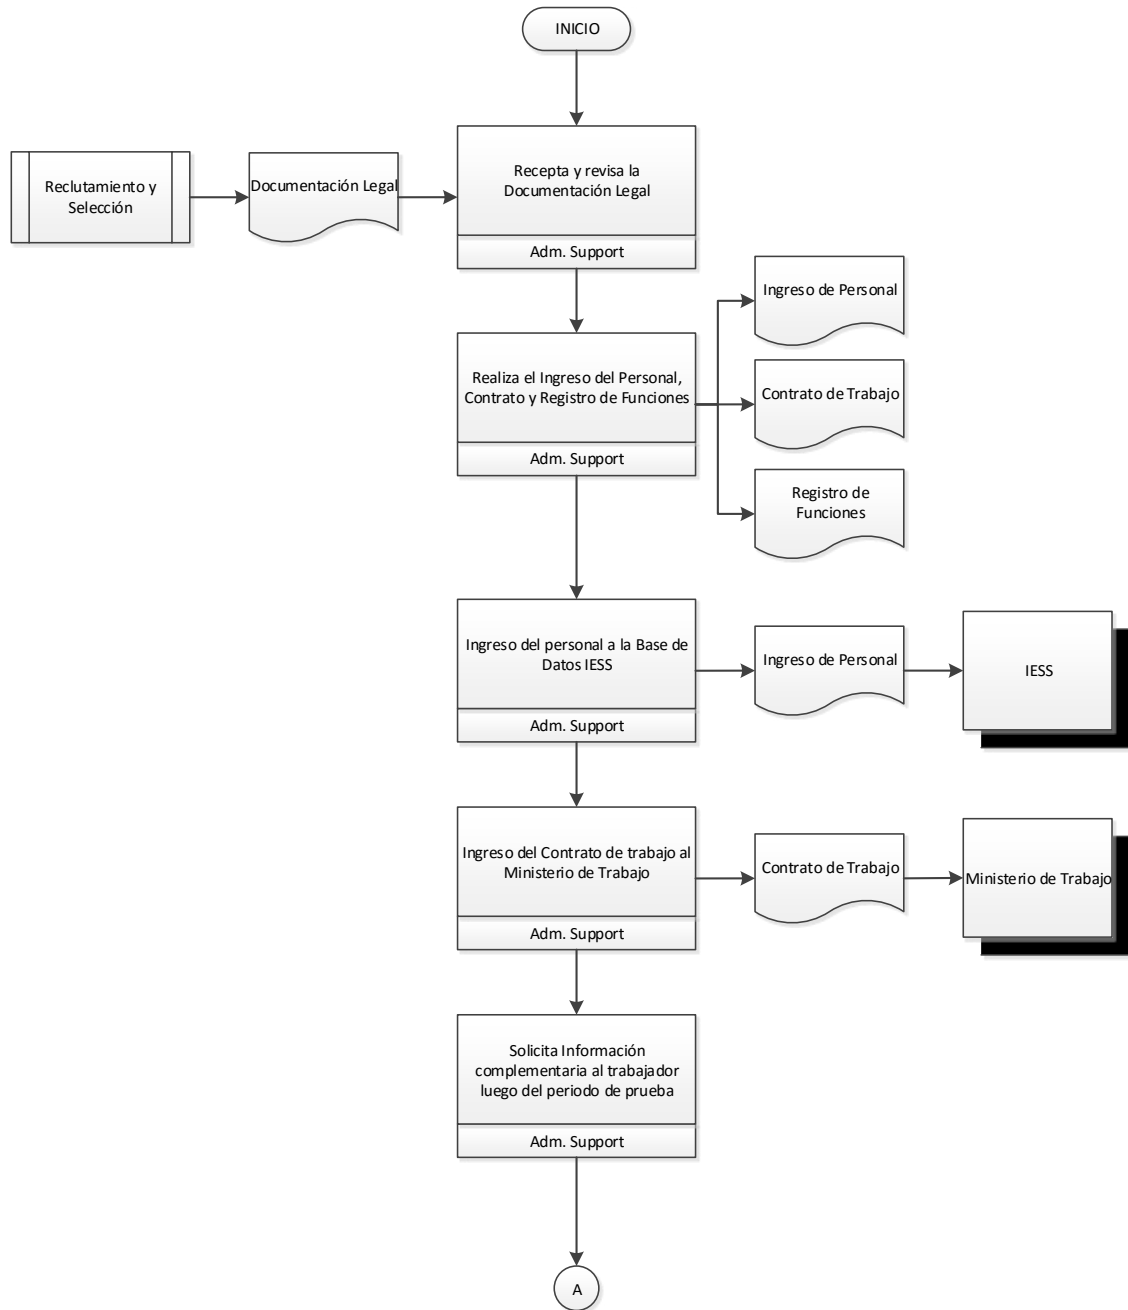 INICIO
Reclutamiento y
Selección
Documentación Legal
Recepta y revisa la
Documentación Legal
Adm. Support
Realiza el Ingreso del Personal,
Contrato y Registro de Funciones
Adm. Support
Ingreso de Personal
Contrato de Trabajo
Registro de
Funciones
Ingreso del personal a la Base de
Datos IESS
Adm. Support
Ingreso de Personal
IESS
Ingreso del Contrato de trabajo al
Ministerio de Trabajo
Adm. Support
Contrato de Trabajo
Ministerio de Trabajo
Solicita Información
complementaria al trabajador
luego del periodo de prueba
Adm. Support
A